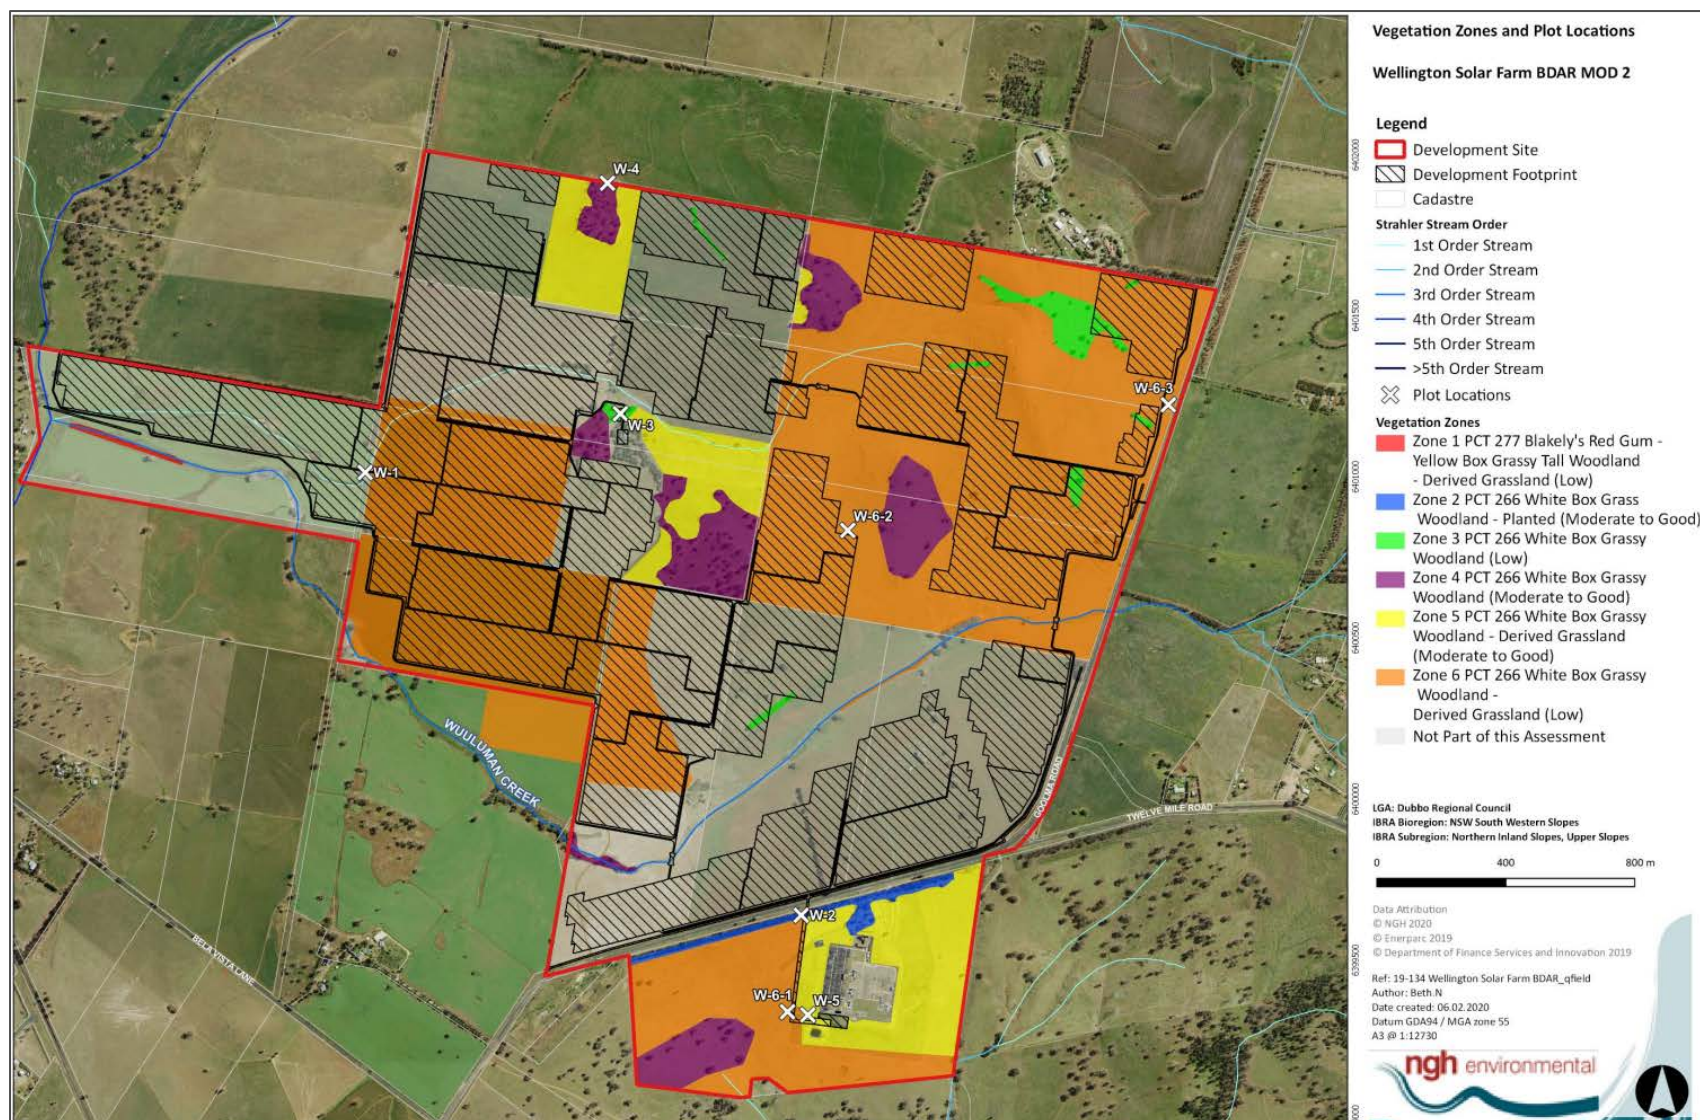 Vegetation Zones and Plot Locations
Wellington Solar Farm BDAR MOD 2
Legend
Development Site
Development Footprint
Cadastre
Strahler Stream Order
1st Order Stream
2nd Order Stream
3rd Order Stream
4th Order Stream
5th Order Stream
>5th Order Stream
Plot Locations
Vegetation Zones
Zone 1 PCT 277 Blakely's Red Gum -
Yellow Box Grassy Tall Woodland
- Derived Grassland (Low)
Zone 2 PCT 266 White Box Grass
Woodland - Planted (Moderate to Good)
Zone 3 PCT 266 White Box Grassy
Woodland (Low)
Zone 4 PCT 266 White Box Grassy
Woodland (Moderate to Good)
Zone 5 PCT 266 White Box Grassy
Woodland - Derived Grassland
(Moderate to Good)
Zone 6 PCT 266 White Box Grassy
Woodland -
Derived Grassland (Low)
Not Part of this Assessment
LGA: Dubbo Regional Council
IBRA Bioregion: NSW South Western Slopes
IBRA Subregion: Northern Inland Slopes, Upper Slopes
0 400 800 m
Data Attribution
© NGH 2020
© Enerparc 2019
© Department of Finance Services and Innovation 2019
Ref: 19-134 Wellington Solar Farm BDAR_qfield
Author: Beth.N
Date created: 06.02.2020
Datum GDA94 / MGA zone 55
A3 @ 1:12730
ngh environmental
W-4
W-3
W-1
W-6-3
W-6-2
W-2
W-6-1
W-5
WUULUMAN CREEK
BELA VISTA LANE
GOOLMA ROAD
TWELVE MILE ROAD
6402000
6401500
6401000
6400500
6400000
6399500